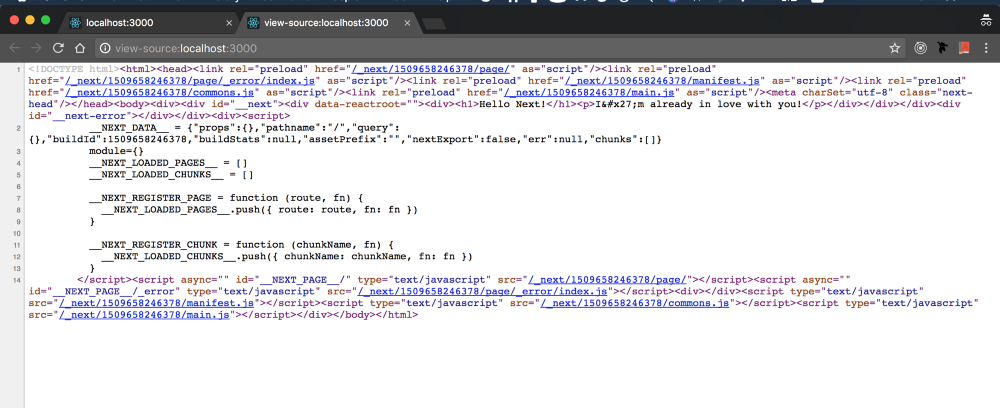 localhost:3000
view-source:localhost:3000
view-source:localhost:3000
1 <!DOCTYPE html><html><head><link rel="preload" href="/_next/1509658246378/page/" as="script"/><link rel="preload"
href="/_next/1509658246378/page/_error/index.js" as="script"/><link rel="preload" href="/_next/1509658246378/manifest.js" as="script"/><link rel="preload"
href="/_next/1509658246378/commons.js" as="script"/><link rel="preload" href="/_next/1509658246378/main.js" as="script"/><meta charSet="utf-8" class="next-
head"/></head><body><div><div id="__next"><div data-reactroot=""><div><h1>Hello Next!</h1><p>I&#x27;m already in love with you!</p></div></div></div><div
id="__next-error"></div></div><div><script>
2 __NEXT_DATA__ = {"props":{},"pathname":"/","query":
{},"buildId":1509658246378,"buildStats":null,"assetPrefix":"","nextExport":false,"err":null,"chunks":[]}
3 module={}
4 __NEXT_LOADED_PAGES__ = []
5 __NEXT_LOADED_CHUNKS__ = []
6
7 __NEXT_REGISTER_PAGE = function (route, fn) {
8 __NEXT_LOADED_PAGES__.push({ route: route, fn: fn })
9 }
10
11 __NEXT_REGISTER_CHUNK = function (chunkName, fn) {
12 __NEXT_LOADED_CHUNKS__.push({ chunkName: chunkName, fn: fn })
13 }
14 </script><script async="" id="__NEXT_PAGE__/" type="text/javascript" src="/_next/1509658246378/page/"></script><script async=""
id="__NEXT_PAGE__/_error" type="text/javascript" src="/_next/1509658246378/page/_error/index.js"></script><div></div><script type="text/javascript"
src="/_next/1509658246378/manifest.js"></script><script type="text/javascript" src="/_next/1509658246378/commons.js"></script><script type="text/javascript"
src="/_next/1509658246378/main.js"></script></div></body></html>